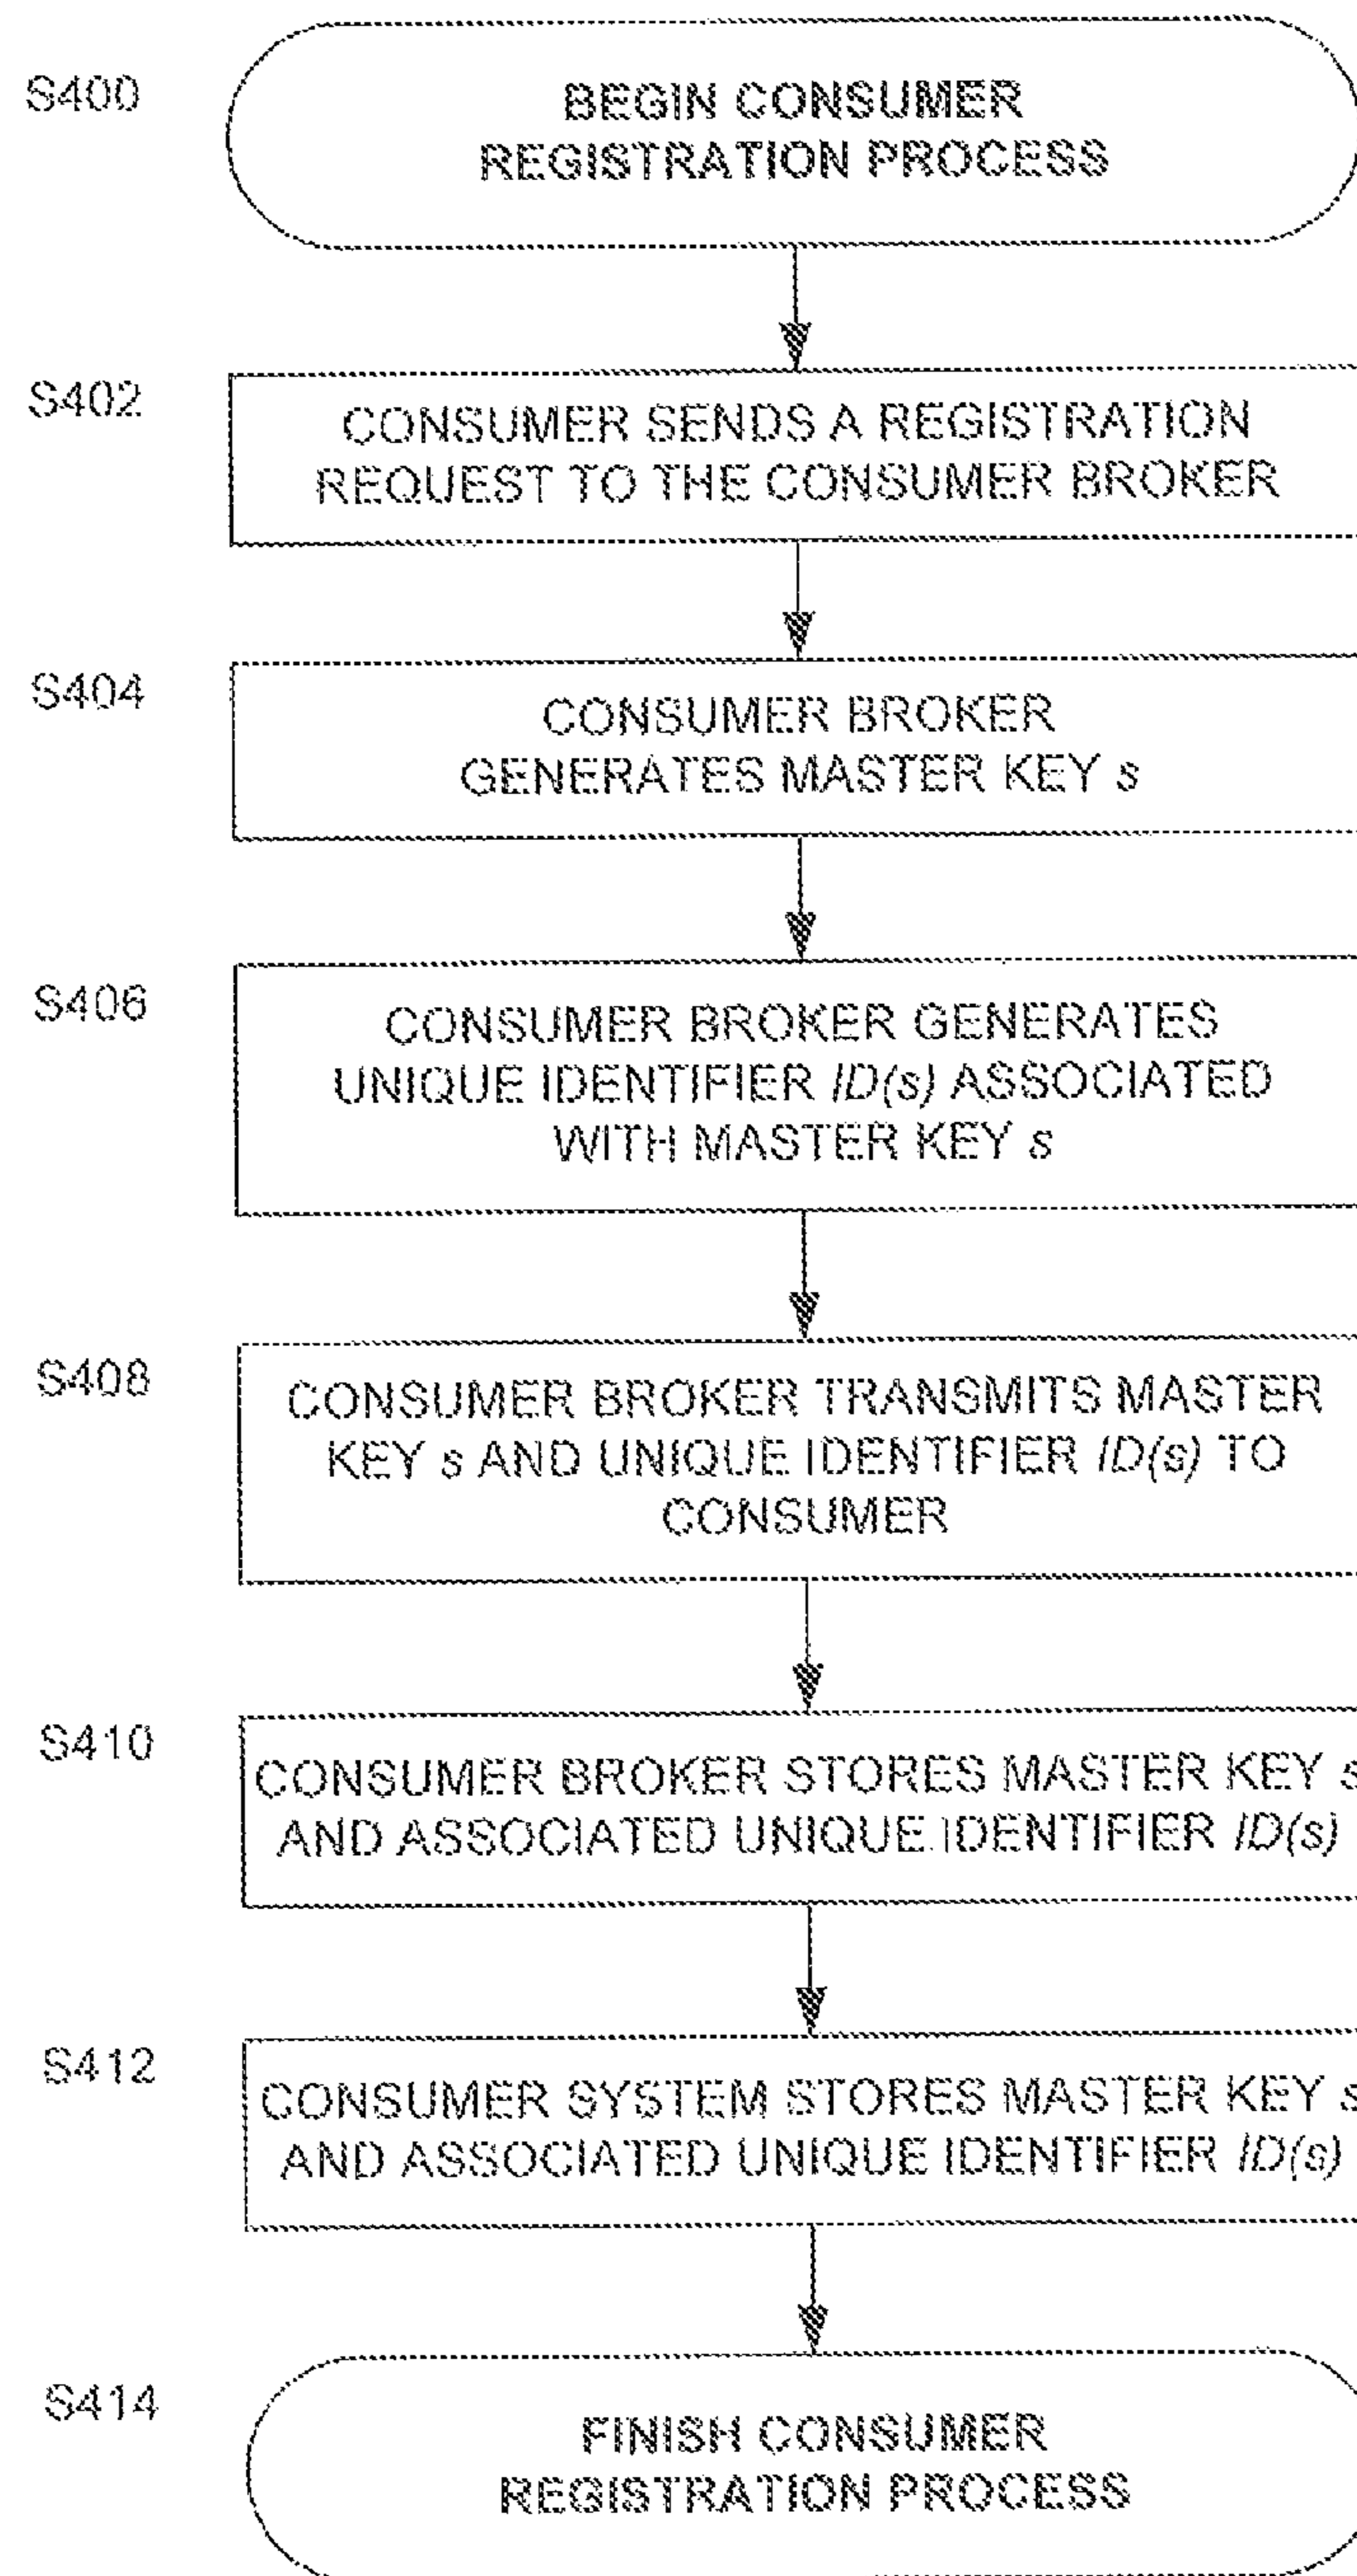 S400
BEGIN CONSUMER
REGISTRATION PROCESS
S402
CONSUMER SENDS A REGISTRATION
REQUEST TO THE CONSUMER BROKER
S404
CONSUMER BROKER
GENERATES MASTER KEY s
S406
CONSUMER BROKER GENERATES
UNIQUE IDENTIFIER ID(s) ASSOCIATED
WITH MASTER KEY s
S408
CONSUMER BROKER TRANSMITS MASTER
KEY s AND UNIQUE IDENTIFIER ID(s) TO
CONSUMER
S410
CONSUMER BROKER STORES MASTER KEY s
AND ASSOCIATED UNIQUE IDENTIFIER ID(s)
S412
CONSUMER SYSTEM STORES MASTER KEY s
AND ASSOCIATED UNIQUE IDENTIFIER ID(s)
S414
FINISH CONSUMER
REGISTRATION PROCESS